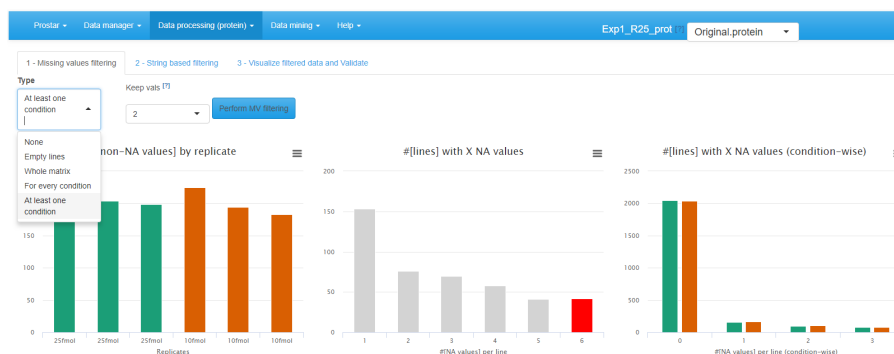 Prostar Data manager Data processing (protein) Data mining Help Exp1_R25_prot [?] Original.protein
1 - Missing values filtering 2 - String based filtering 3 - Visualize filtered data and Validate
Type
At least one
condition
Keep vals [?]
2
Perform MV filtering
None
Empty lines
Whole matrix
For every condition
At least one
condition
non-NA values] by replicate
150
100
50
0
25fmol 25fmol 25fmol 10fmol 10fmol 10fmol
Replicates
#[lines] with X NA values
200
150
100
50
0
1 2 3 4 5 6
#[NA values] per line
#[lines] with X NA values (condition-wise)
2500
2000
1500
1000
500
0
0 1 2 3
#[NA values] per line (condition-wise)